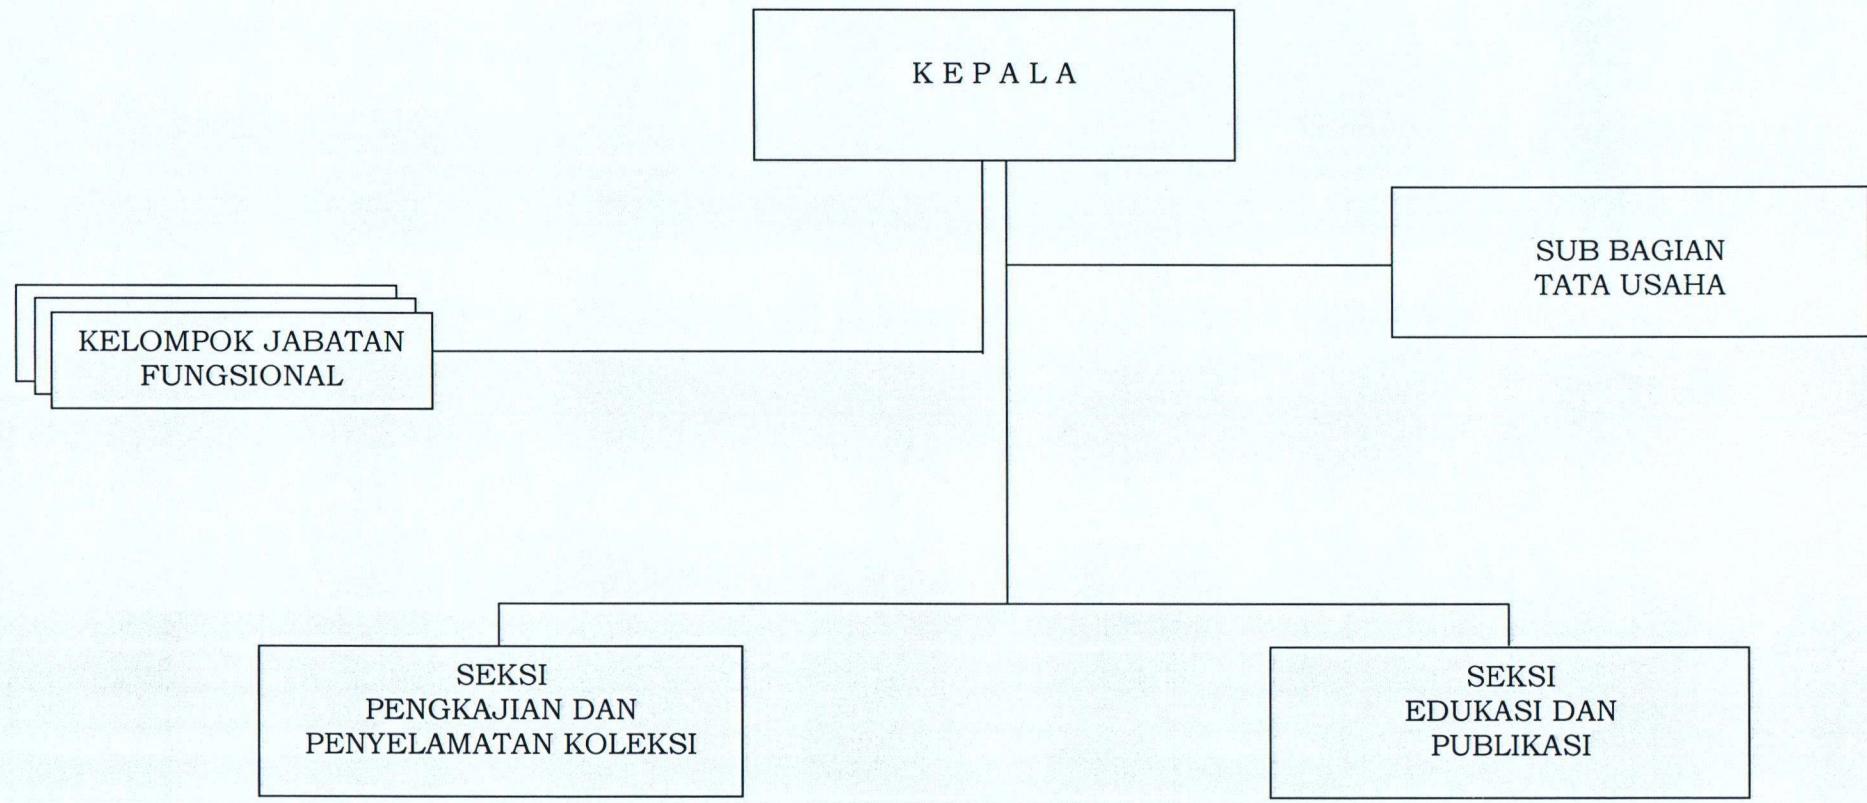 K E P A L A
SUB BAGIAN
TATA USAHA
KELOMPOK JABATAN
FUNGSIONAL
SEKSI
PENGKAJIAN DAN
PENYELAMATAN KOLEKSI
SEKSI
EDUKASI DAN
PUBLIKASI